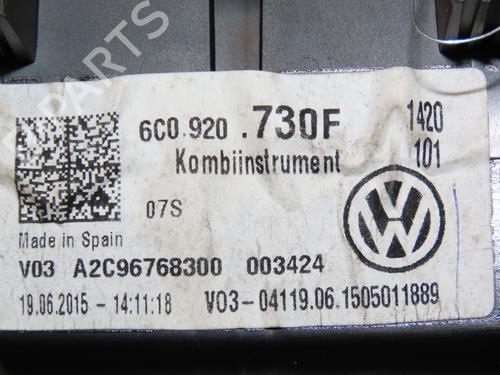 6C0.920 .730F 1420
Kombiinstrument 101
07S
Made in Spain
V03 A2C96768300 003424
19.06.2015 - 14:11:18 V03-04119.06.1505011889
B-PARTS